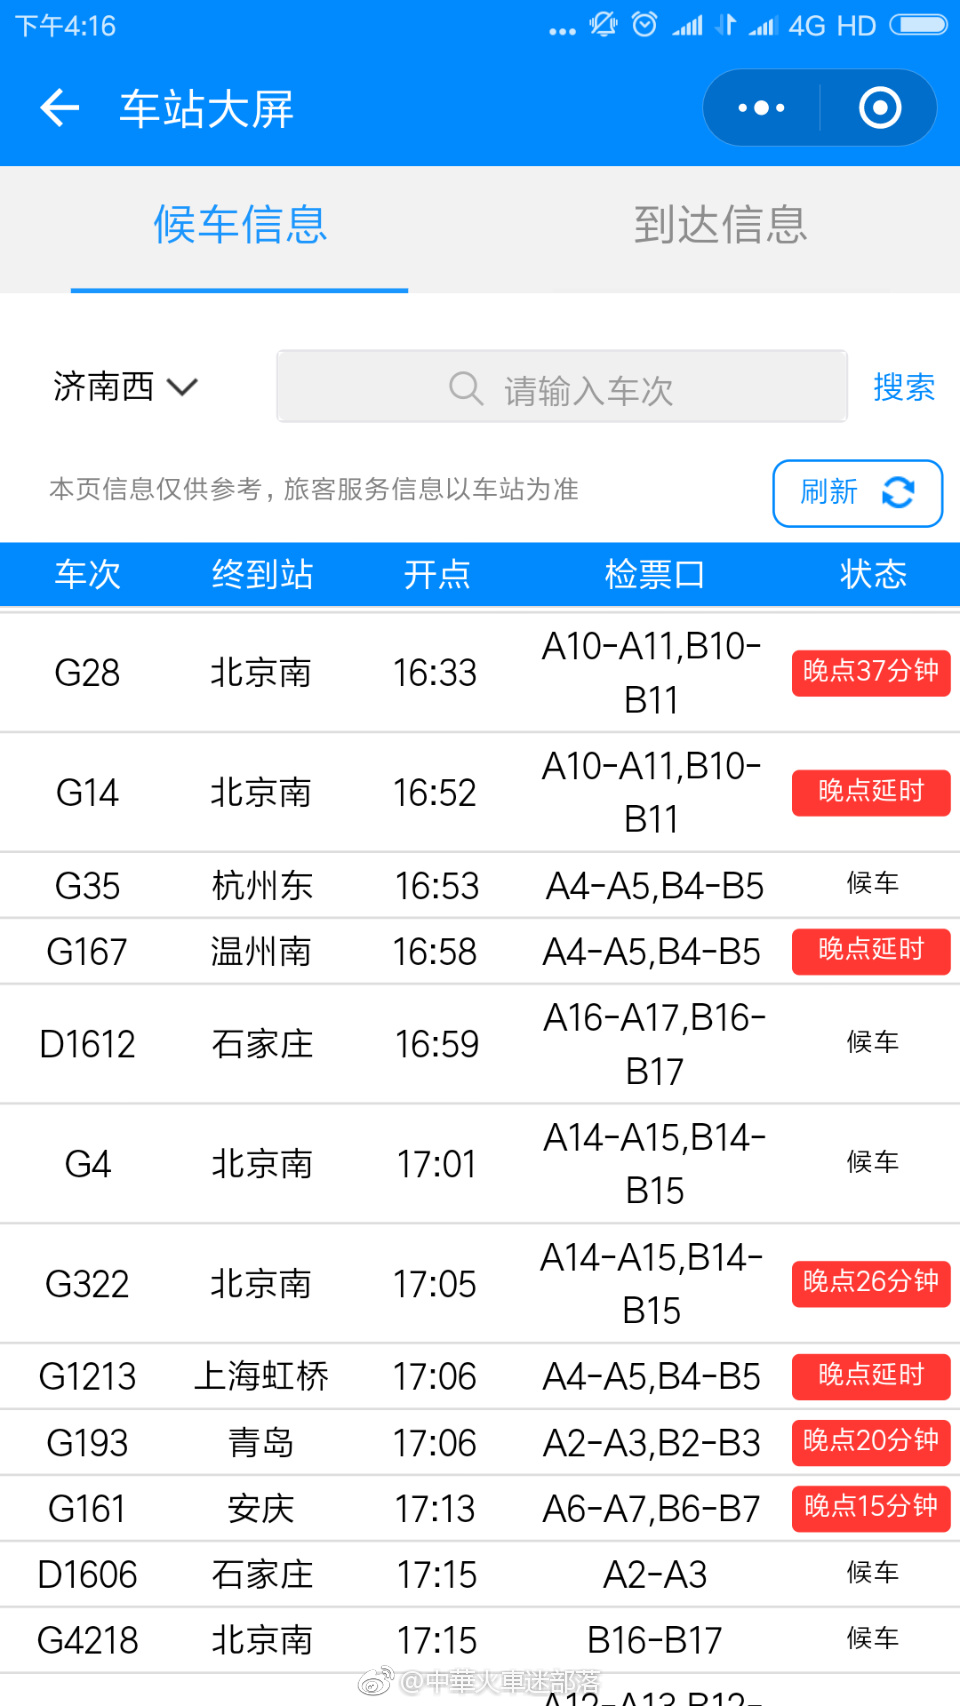 下午4:16 ... 4G HD
车站大屏
候车信息 到达信息
济南西 请输入车次 搜索
本页信息仅供参考，旅客服务信息以车站为准 刷新
车次 终到站 开点 检票口 状态
G28 北京南 16:33 A10-A11,B10-B11 晚点37分钟
G14 北京南 16:52 A10-A11,B10-B11 晚点延时
G35 杭州东 16:53 A4-A5,B4-B5 候车
G167 温州南 16:58 A4-A5,B4-B5 晚点延时
D1612 石家庄 16:59 A16-A17,B16-B17 候车
G4 北京南 17:01 A14-A15,B14-B15 候车
G322 北京南 17:05 A14-A15,B14-B15 晚点26分钟
G1213 上海虹桥 17:06 A4-A5,B4-B5 晚点延时
G193 青岛 17:06 A2-A3,B2-B3 晚点20分钟
G161 安庆 17:13 A6-A7,B6-B7 晚点15分钟
D1606 石家庄 17:15 A2-A3 候车
G4218 北京南 17:15 B16-B17 候车
@中華火車迷部落
A12-A13,B12-